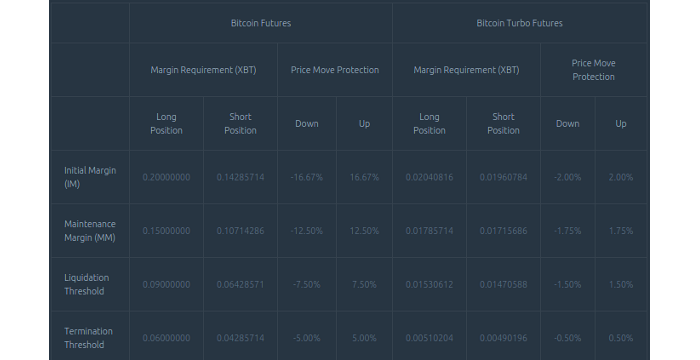 Bitcoin Futures Bitcoin Turbo Futures
Margin Requirement (XBT) Price Move Protection Margin Requirement (XBT) Price Move
Protection
Long Short Down Up Long Short Down Up
Position Position Position Position
Initial Margin
(IM) 0.20000000 0.14285714 -16.67% 16.67% 0.02040816 0.01960784 -2.00% 2.00%
Maintenance
Margin (MM) 0.15000000 0.10714286 -12.50% 12.50% 0.01785714 0.01715686 -1.75% 1.75%
Liquidation
Threshold 0.09000000 0.06428571 -7.50% 7.50% 0.01530612 0.01470588 -1.50% 1.50%
Termination
Threshold 0.06000000 0.04285714 -5.00% 5.00% 0.00510204 0.00490196 -0.50% 0.50%